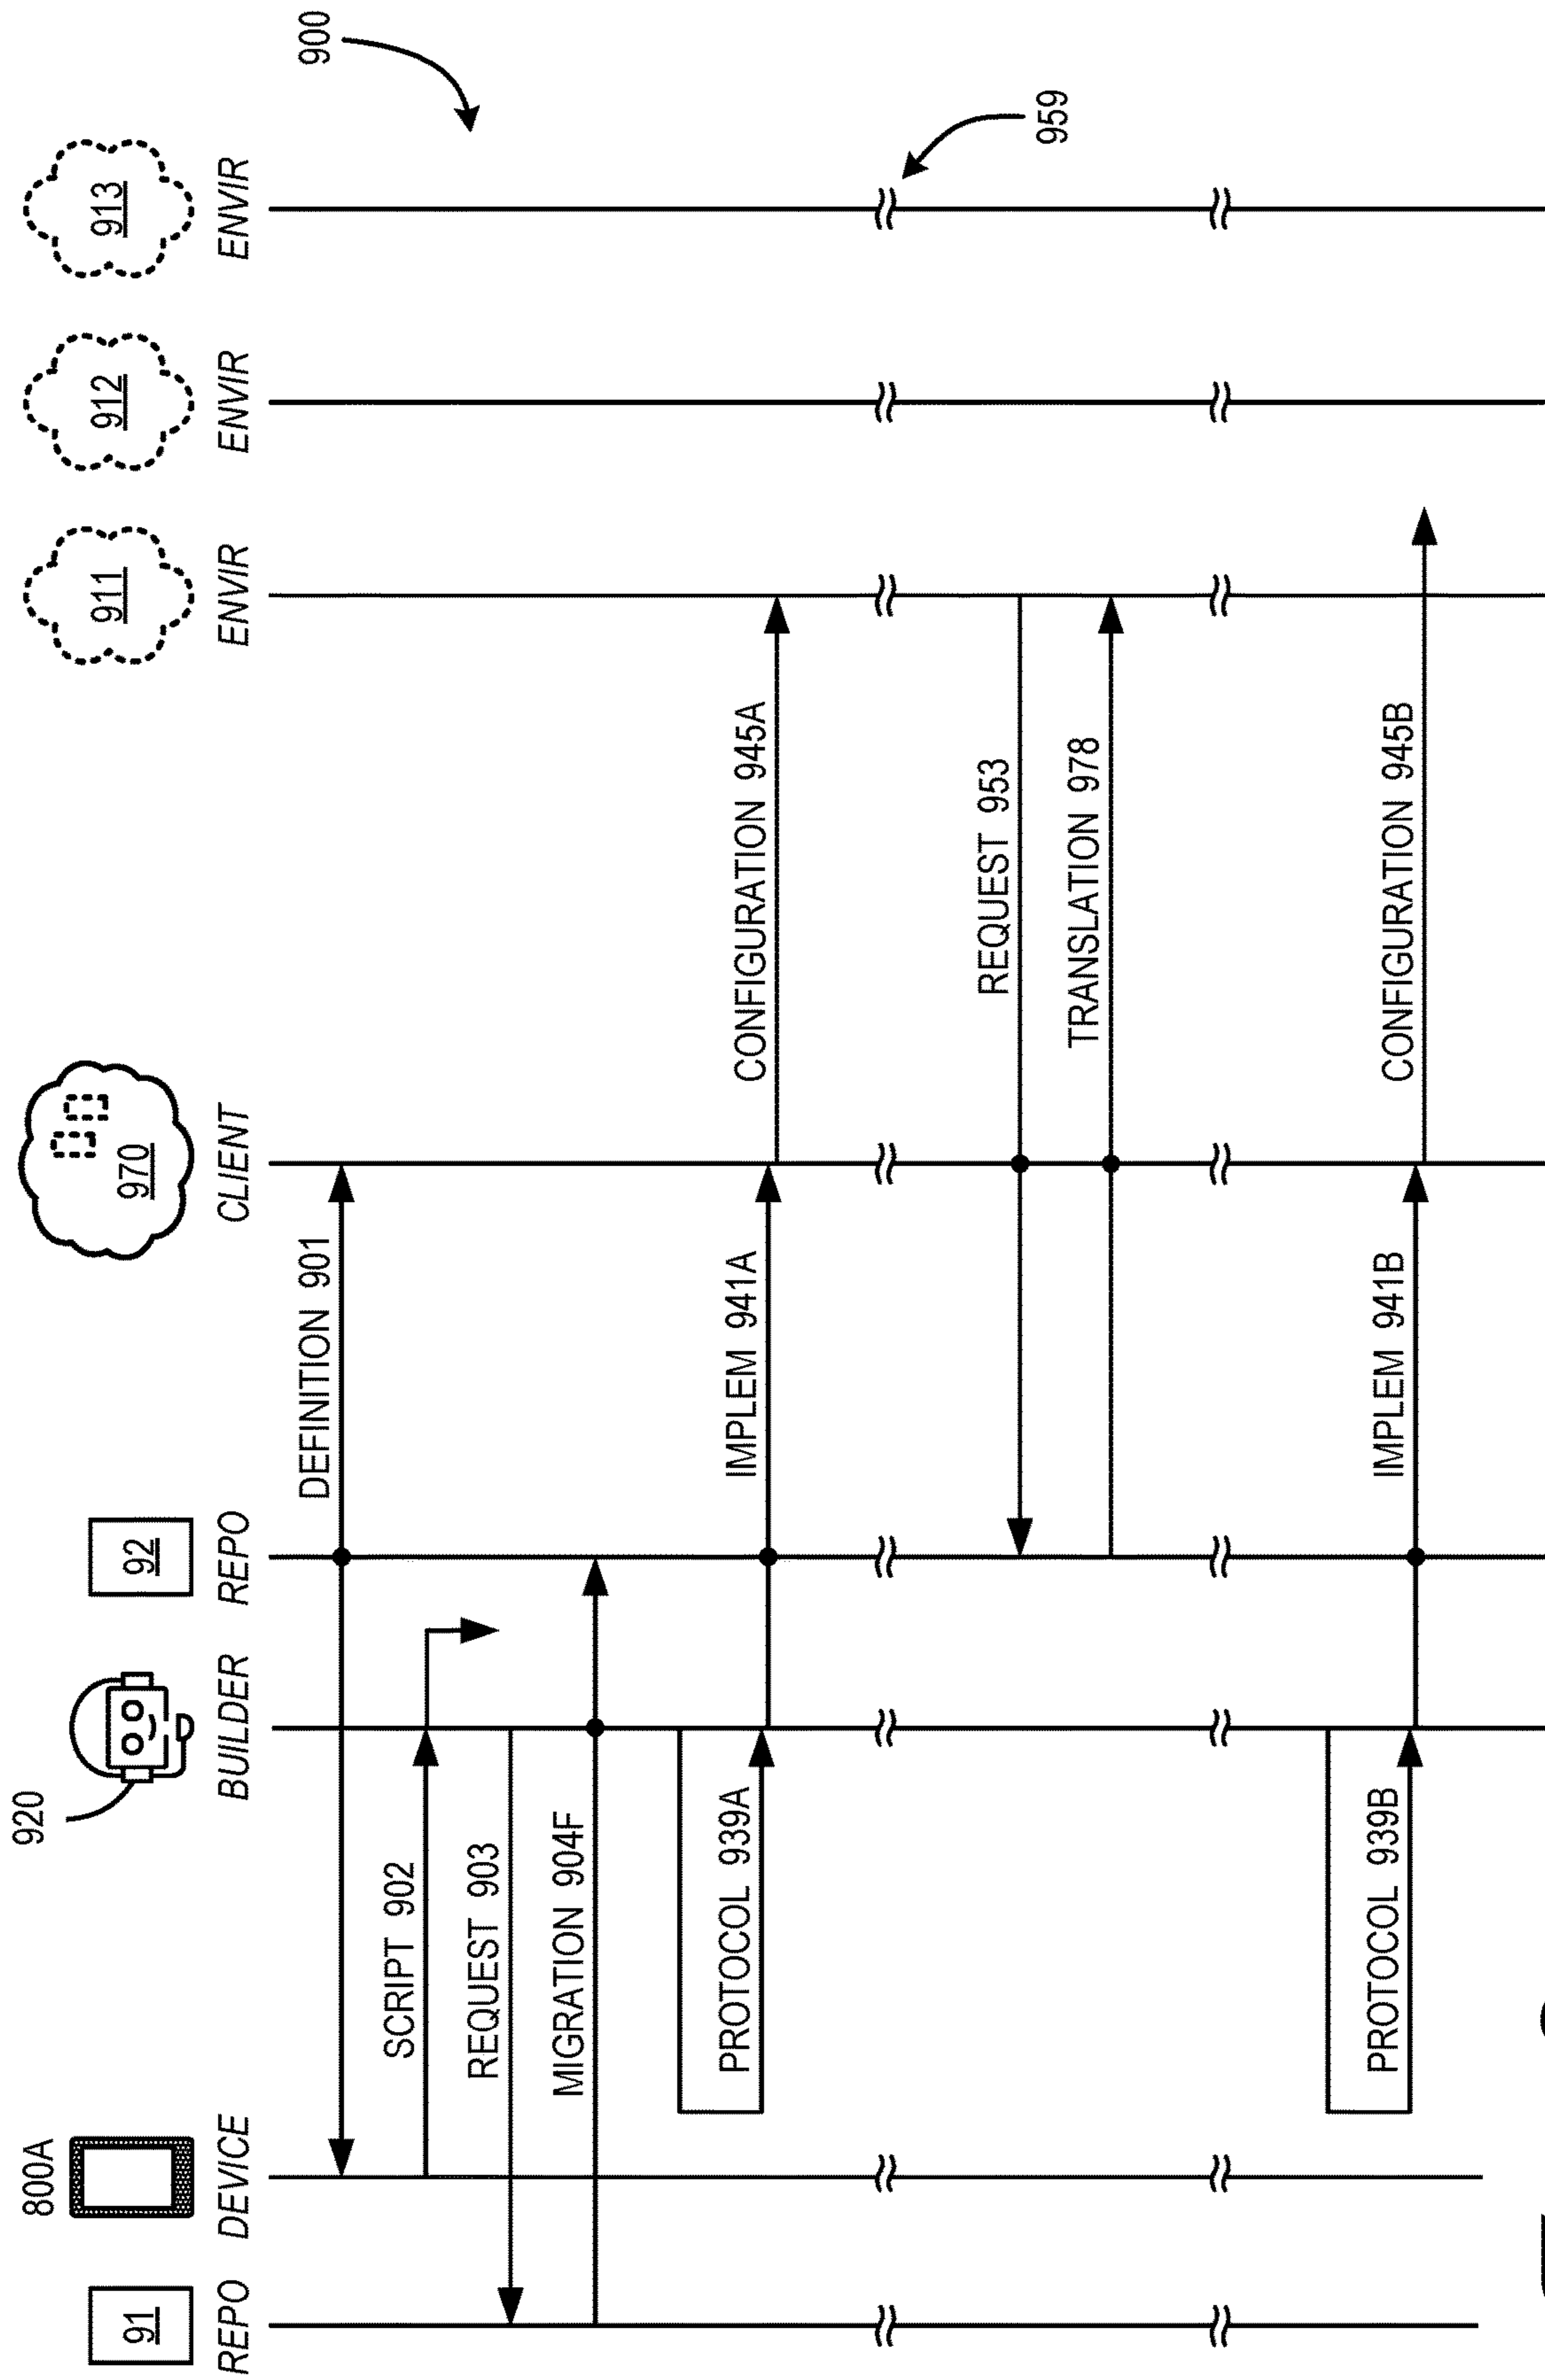 91
REPO
800A
DEVICE
920
BUILDER
92
REPO
970
CLIENT
911
ENVIR
912
ENVIR
913
ENVIR
900
DEFINITION 901
SCRIPT 902
REQUEST 903
MIGRATION 904F
PROTOCOL 939A
IMPLEM 941A
CONFIGURATION 945A
959
REQUEST 953
TRANSLATION 978
PROTOCOL 939B
IMPLEM 941B
CONFIGURATION 945B